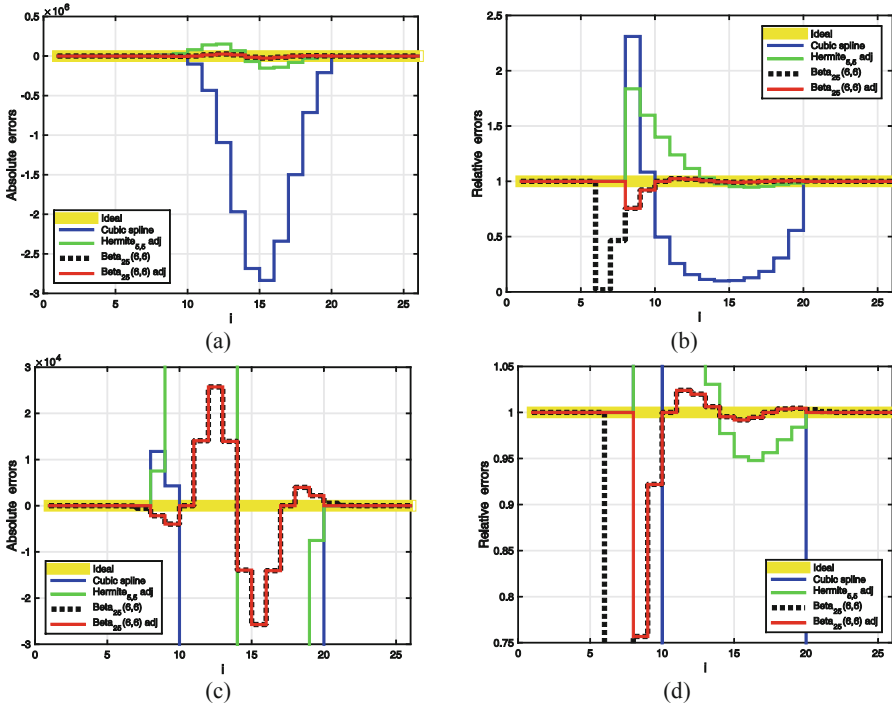 ×10⁶
0.5
0
-0.5
-1
-1.5
-2
-2.5
-3
Absolute errors
0 5 10 15 20 25
i
Ideal
Cubic spline
Hermite₅,₅ adj
Beta₂₅(6,6)
Beta₂₅(6,6) adj
(a)
2.5
2
1.5
1
0.5
0
Relative errors
0 5 10 15 20 25
i
Ideal
Cubic spline
Hermite₅,₅ adj
Beta₂₅(6,6)
Beta₂₅(6,6) adj
(b)
×10⁴
3
2
1
0
-1
-2
-3
Absolute errors
0 5 10 15 20 25
i
Ideal
Cubic spline
Hermite₅,₅ adj
Beta₂₅(6,6)
Beta₂₅(6,6) adj
(c)
1.05
1
0.95
0.9
0.85
0.8
0.75
Relative errors
0 5 10 15 20 25
i
Ideal
Cubic spline
Hermite₅,₅ adj
Beta₂₅(6,6)
Beta₂₅(6,6) adj
(d)